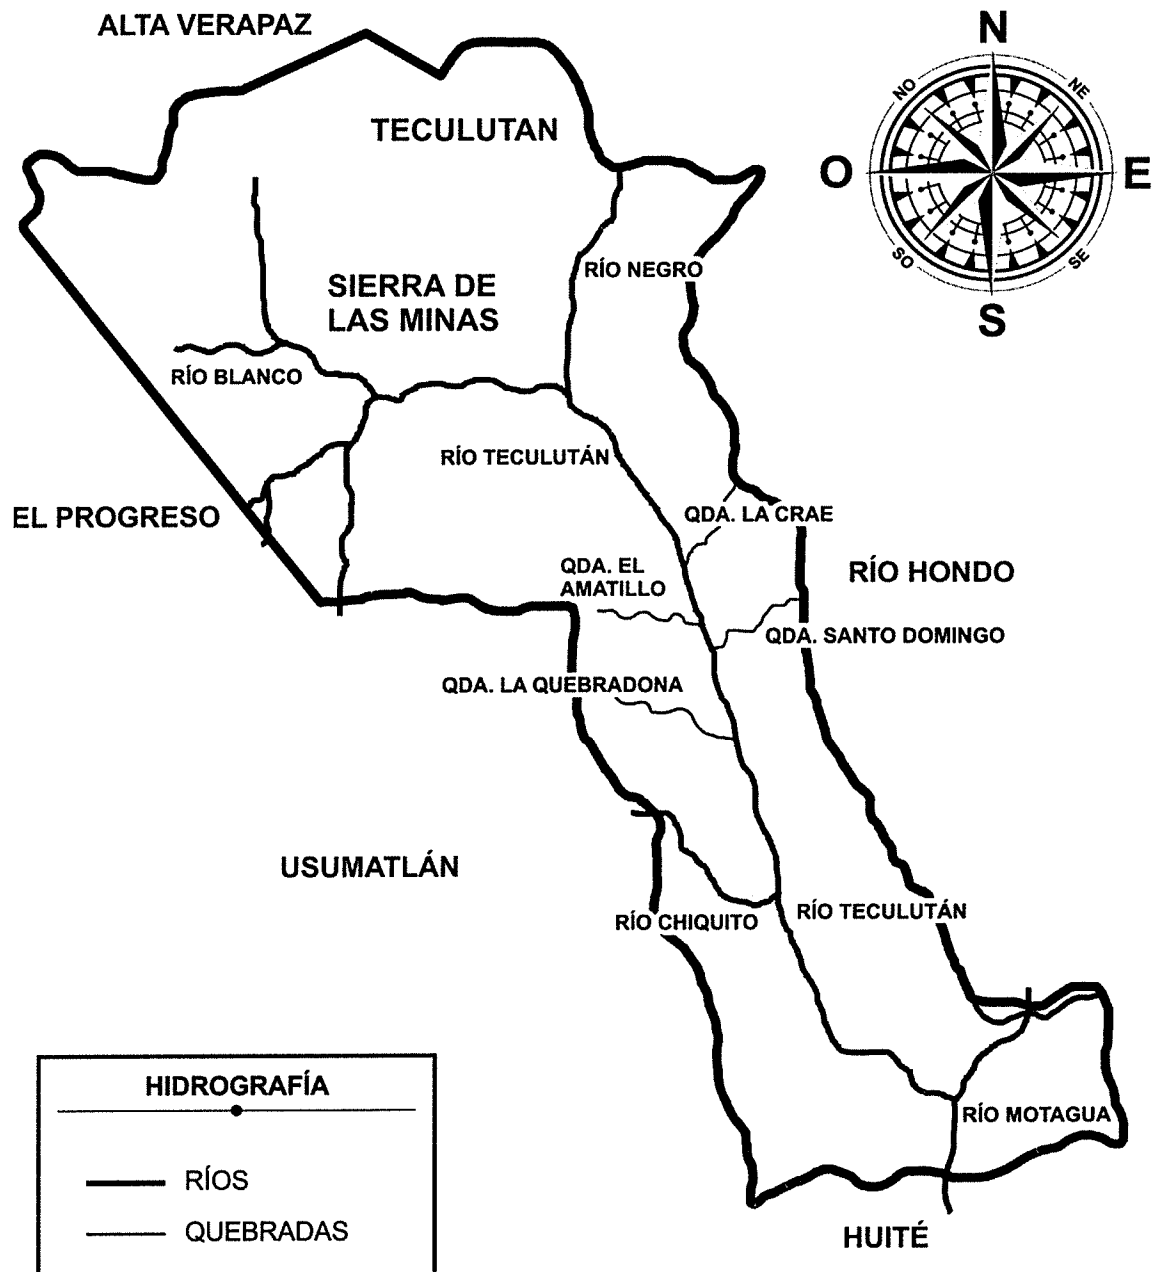 ALTA VERAPAZ
N
NO
NE
TECULUTAN
O
E
SO
SE
S
RÍO NEGRO
SIERRA DE
LAS MINAS
RÍO BLANCO
RÍO TECULUTÁN
EL PROGRESO
QDA. LA CRAE
QDA. EL
AMATILLO
RÍO HONDO
QDA. SANTO DOMINGO
QDA. LA QUEBRADONA
USUMATLÁN
RÍO CHIQUITO
RÍO TECULUTÁN
HIDROGRAFÍA
RÍO MOTAGUA
RÍOS
QUEBRADAS
HUITÉ